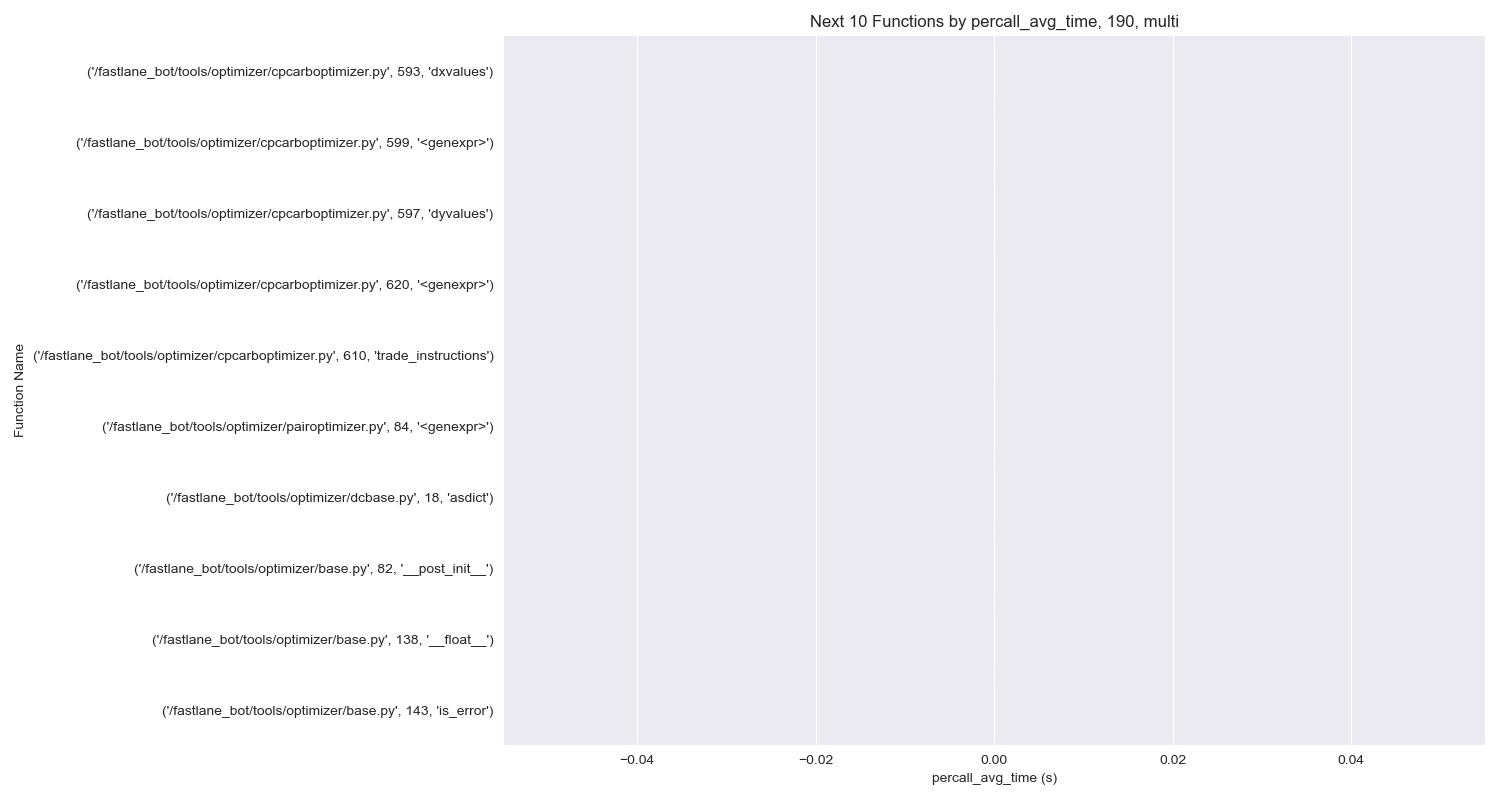 Next 10 Functions by percall_avg_time, 190, multi
('/fastlane_bot/tools/optimizer/cpcarboptimizer.py', 593, 'dxvalues')
('/fastlane_bot/tools/optimizer/cpcarboptimizer.py', 599, '<genexpr>')
('/fastlane_bot/tools/optimizer/cpcarboptimizer.py', 597, 'dyvalues')
('/fastlane_bot/tools/optimizer/cpcarboptimizer.py', 620, '<genexpr>')
('/fastlane_bot/tools/optimizer/cpcarboptimizer.py', 610, 'trade_instructions')
('/fastlane_bot/tools/optimizer/pairoptimizer.py', 84, '<genexpr>')
('/fastlane_bot/tools/optimizer/dcbase.py', 18, 'asdict')
('/fastlane_bot/tools/optimizer/base.py', 82, '__post_init__')
('/fastlane_bot/tools/optimizer/base.py', 138, '__float__')
('/fastlane_bot/tools/optimizer/base.py', 143, 'is_error')
Function Name
−0.04 −0.02 0.00 0.02 0.04
percall_avg_time (s)